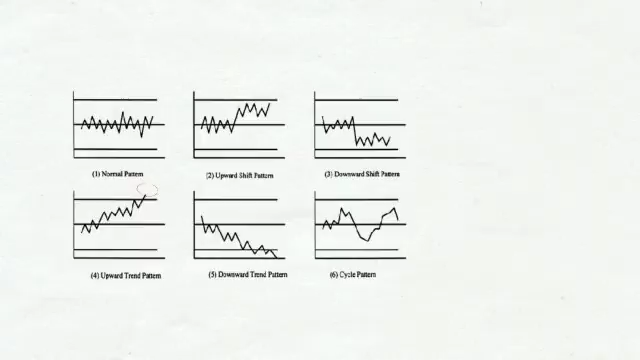 (1) Normal Pattern
(2) Upward Shift Pattern
(3) Downward Shift Pattern
(4) Upward Trend Pattern
(5) Downward Trend Pattern
(6) Cycle Pattern